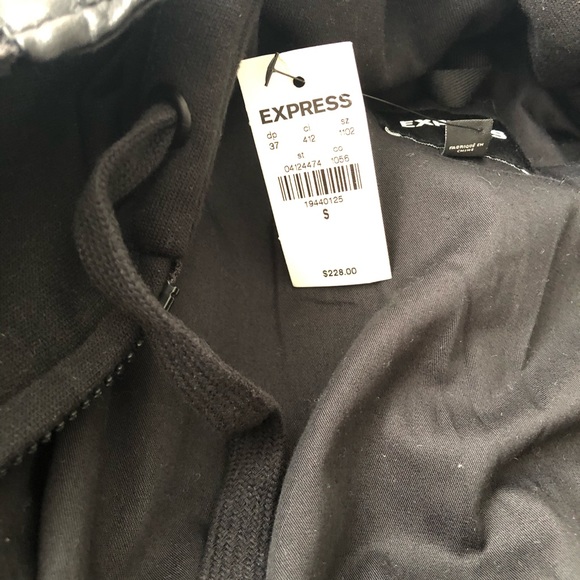 EXPRESS
dp cl sz
37 412 1102
st cc
04124474 1056
19440125
S
$228.00
EXPRESS
FABRIQUÉ EN
CHINE